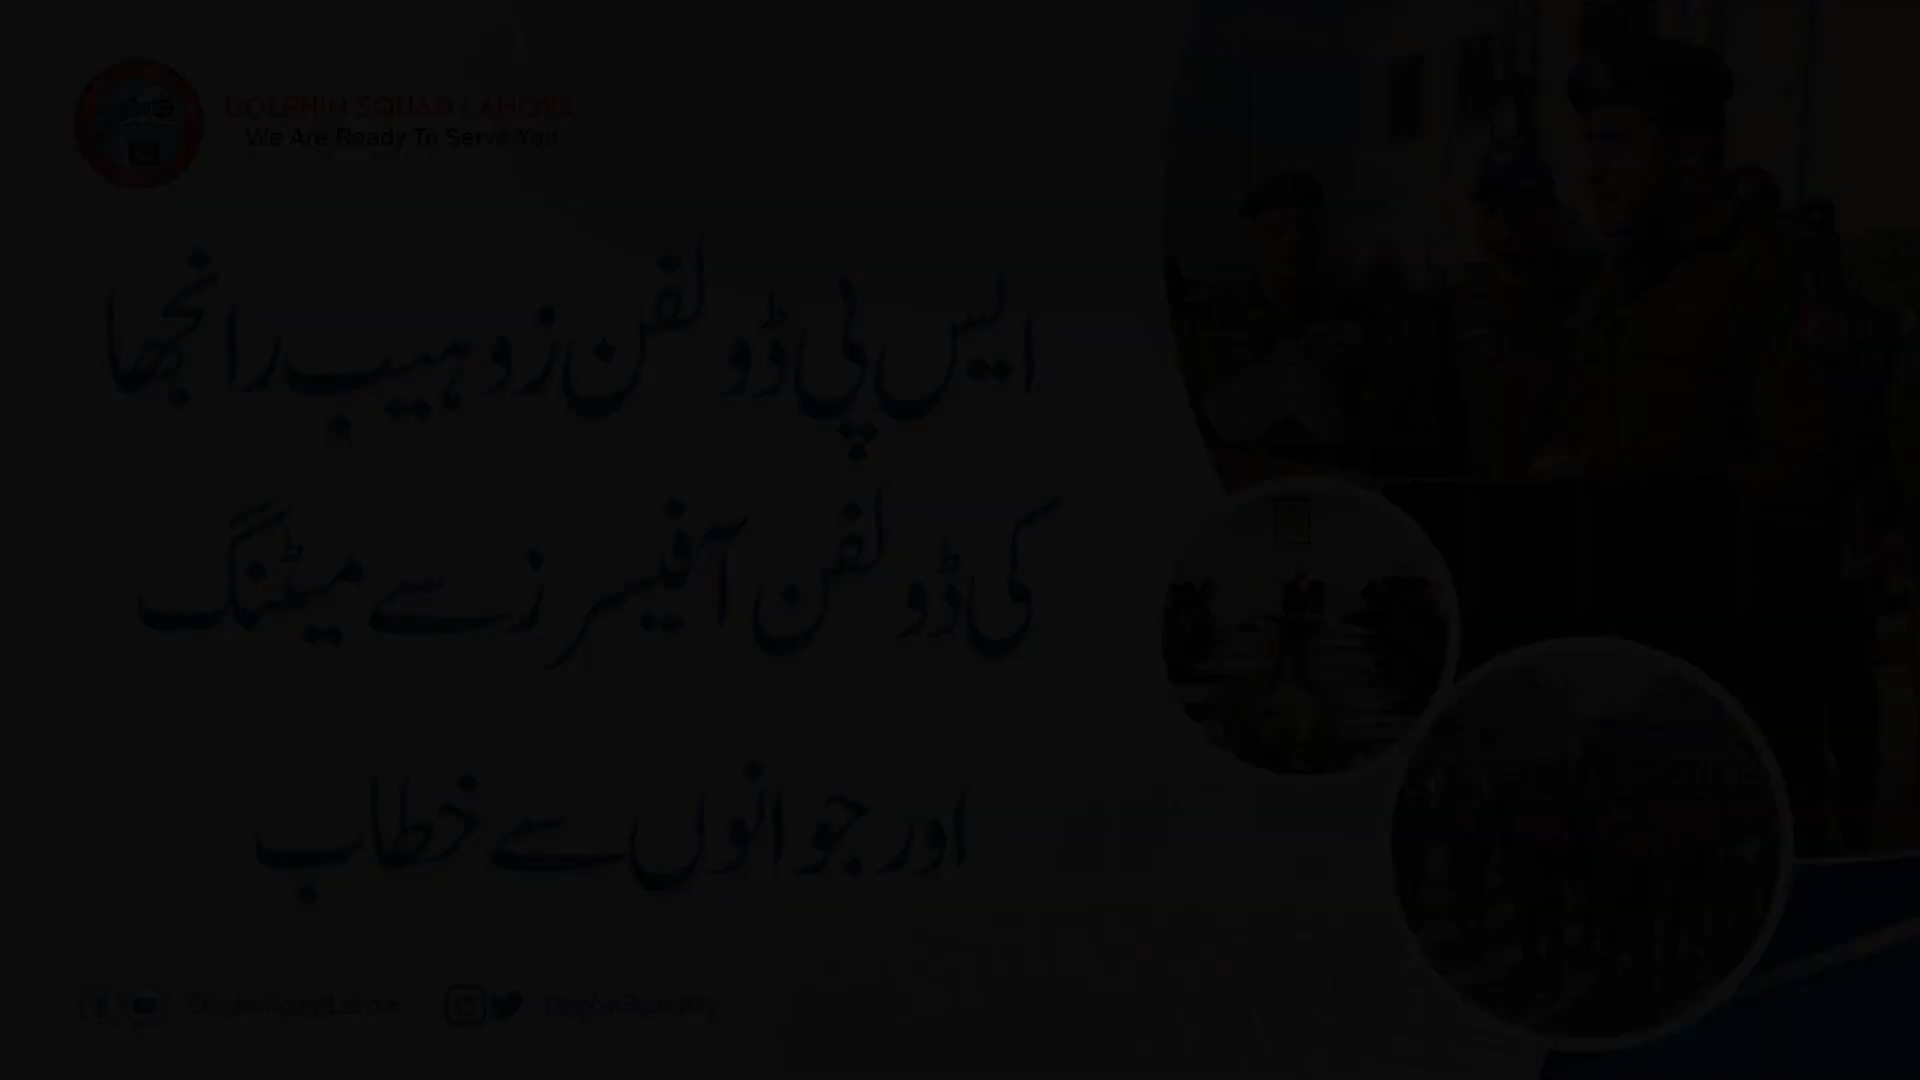 DOLPHIN SQUAD LAHORE
We Are Ready To Serve You
ایس پی ڈولفن زوہیب رانجھا
کی ڈولفن آفیسرز سے میٹنگ
اور جوانوں سے خطاب